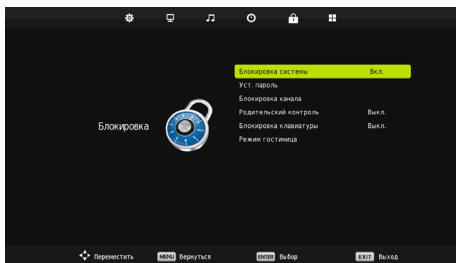 Блокировка системы Вкл.
Уст. пароль
Блокировка канала
Родительский контроль Выкл.
Блокировка клавиатуры Выкл.
Режим гостиница
Блокировка
Переместить MENU Вернуться ENTER Выбор EXIT Выход